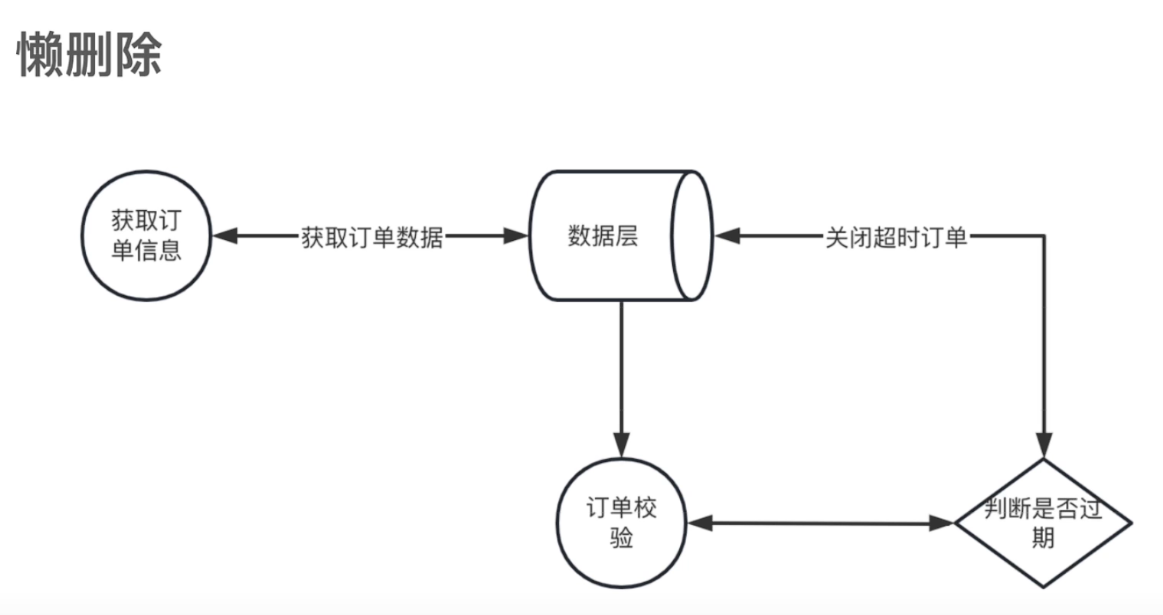 懒删除
获取订
单信息
获取订单数据
数据层
关闭超时订单
订单校
验
判断是否过
期